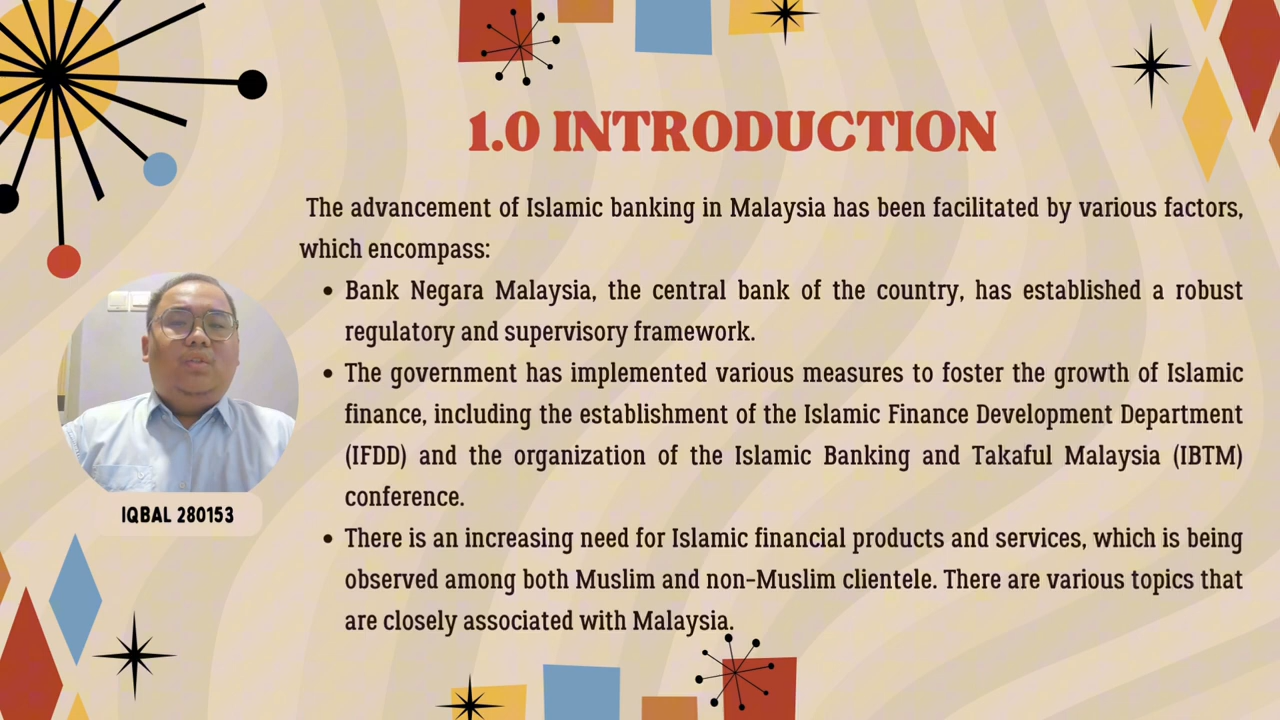 1.0 INTRODUCTION
The advancement of Islamic banking in Malaysia has been facilitated by various factors,
which encompass:
• Bank Negara Malaysia, the central bank of the country, has established a robust
regulatory and supervisory framework.
• The government has implemented various measures to foster the growth of Islamic
finance, including the establishment of the Islamic Finance Development Department
(IFDD) and the organization of the Islamic Banking and Takaful Malaysia (IBTM)
conference.
• There is an increasing need for Islamic financial products and services, which is being
observed among both Muslim and non-Muslim clientele. There are various topics that
are closely associated with Malaysia.
IQBAL 280153